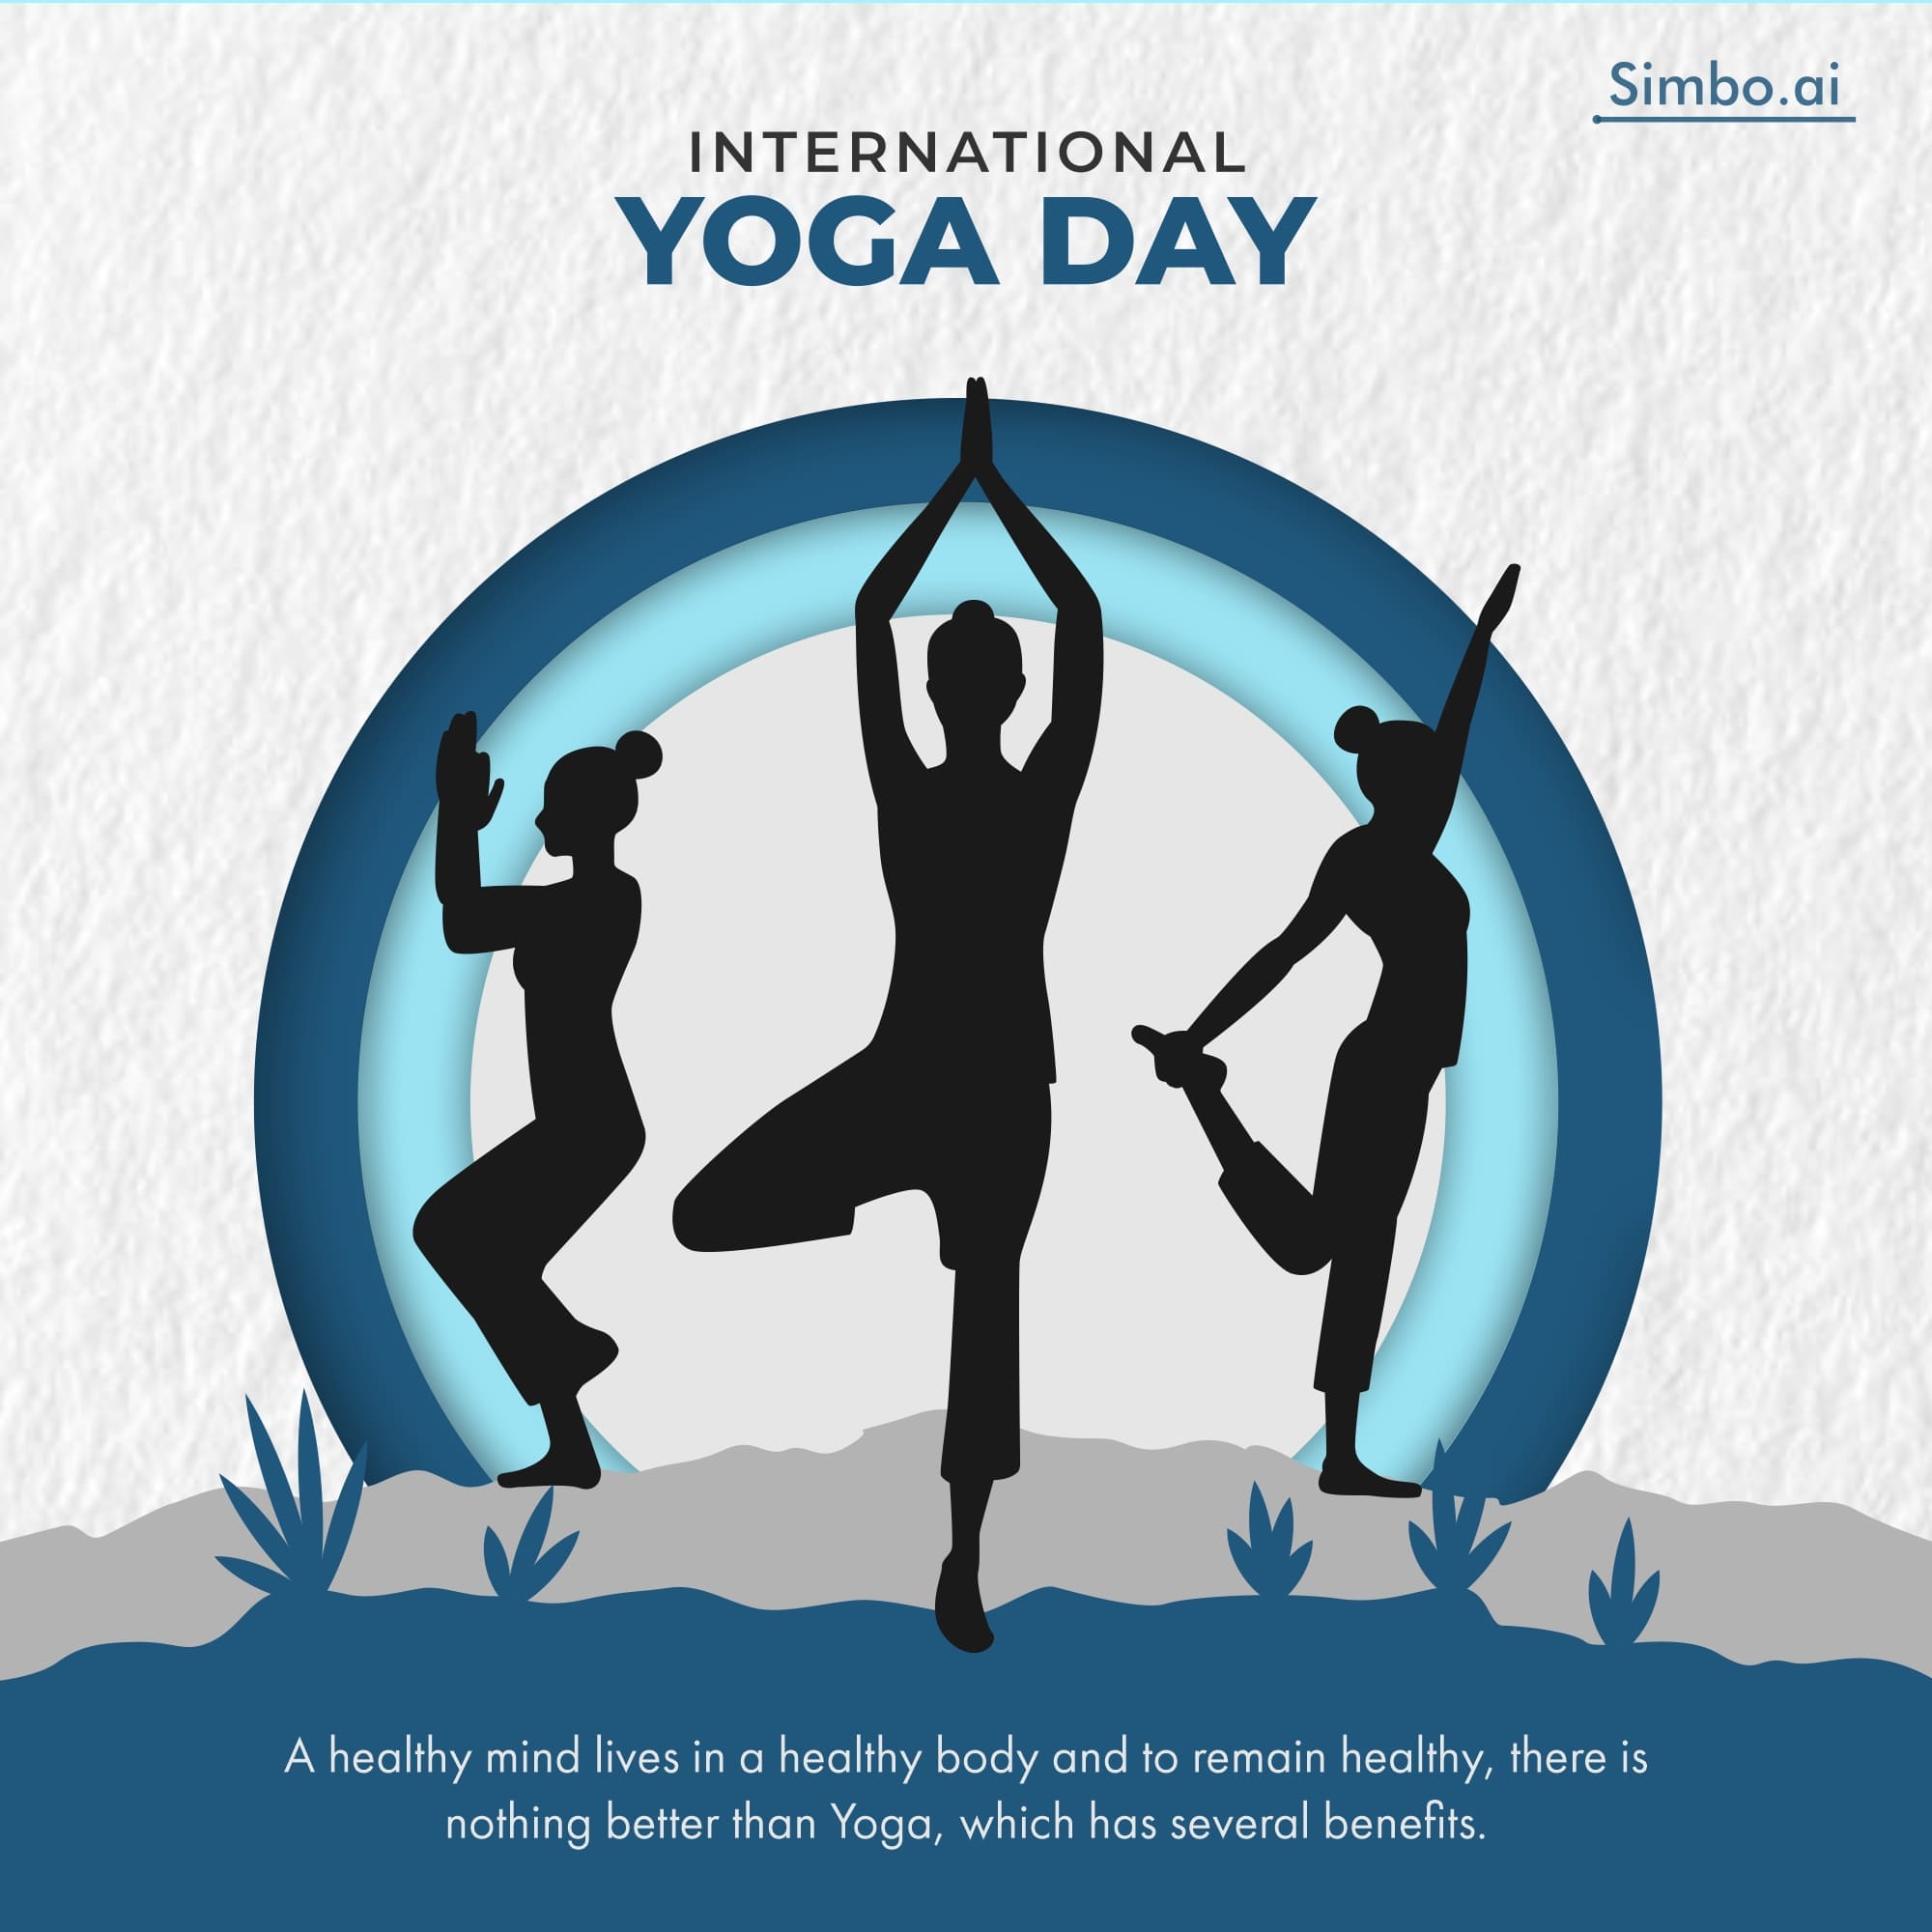 Simbo.ai
INTERNATIONAL
YOGA DAY
A healthy mind lives in a healthy body and to remain healthy, there is
nothing better than Yoga, which has several benefits.